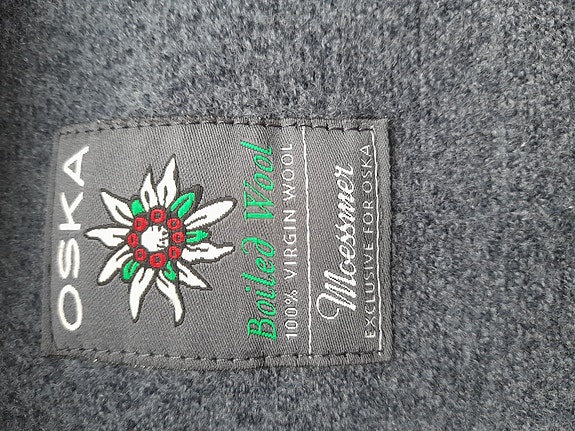 OSKA
Boiled Wool
100% VIRGIN WOOL
Moessmer
EXCLUSIVE FOR OSKA